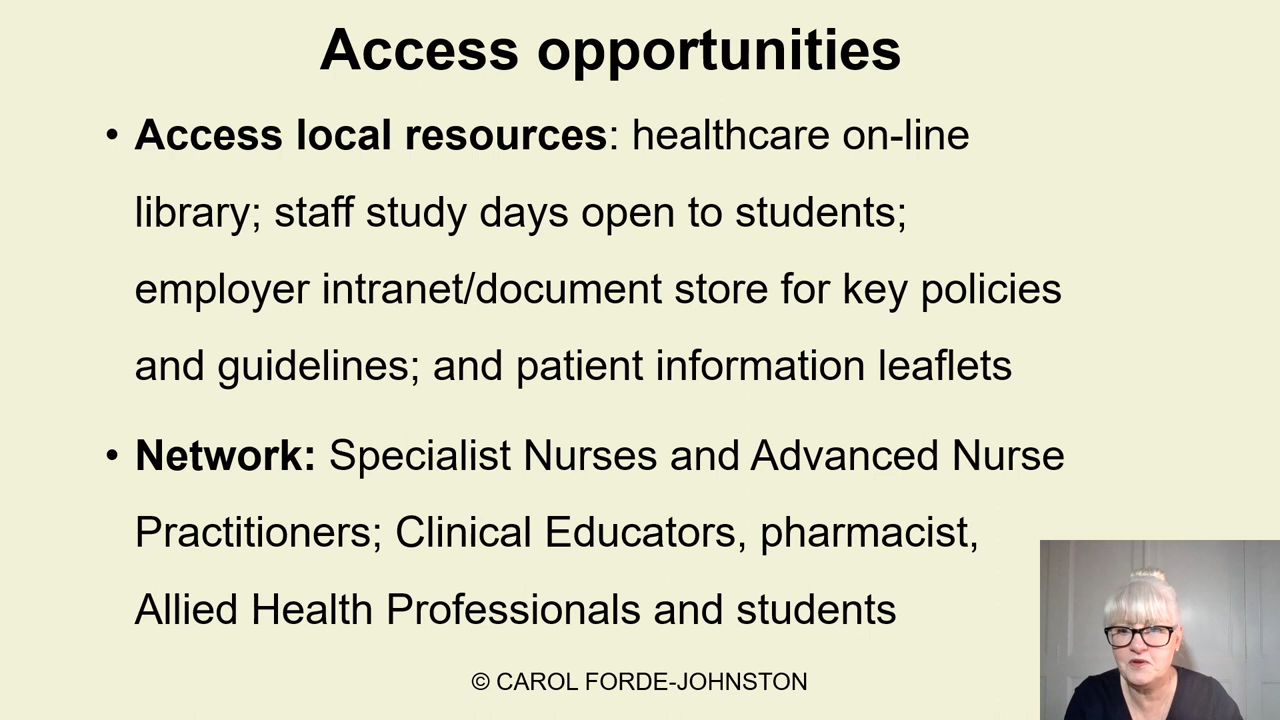 Access opportunities
• Access local resources: healthcare on-line
library; staff study days open to students;
employer intranet/document store for key policies
and guidelines; and patient information leaflets
• Network: Specialist Nurses and Advanced Nurse
Practitioners; Clinical Educators, pharmacist,
Allied Health Professionals and students
© CAROL FORDE-JOHNSTON